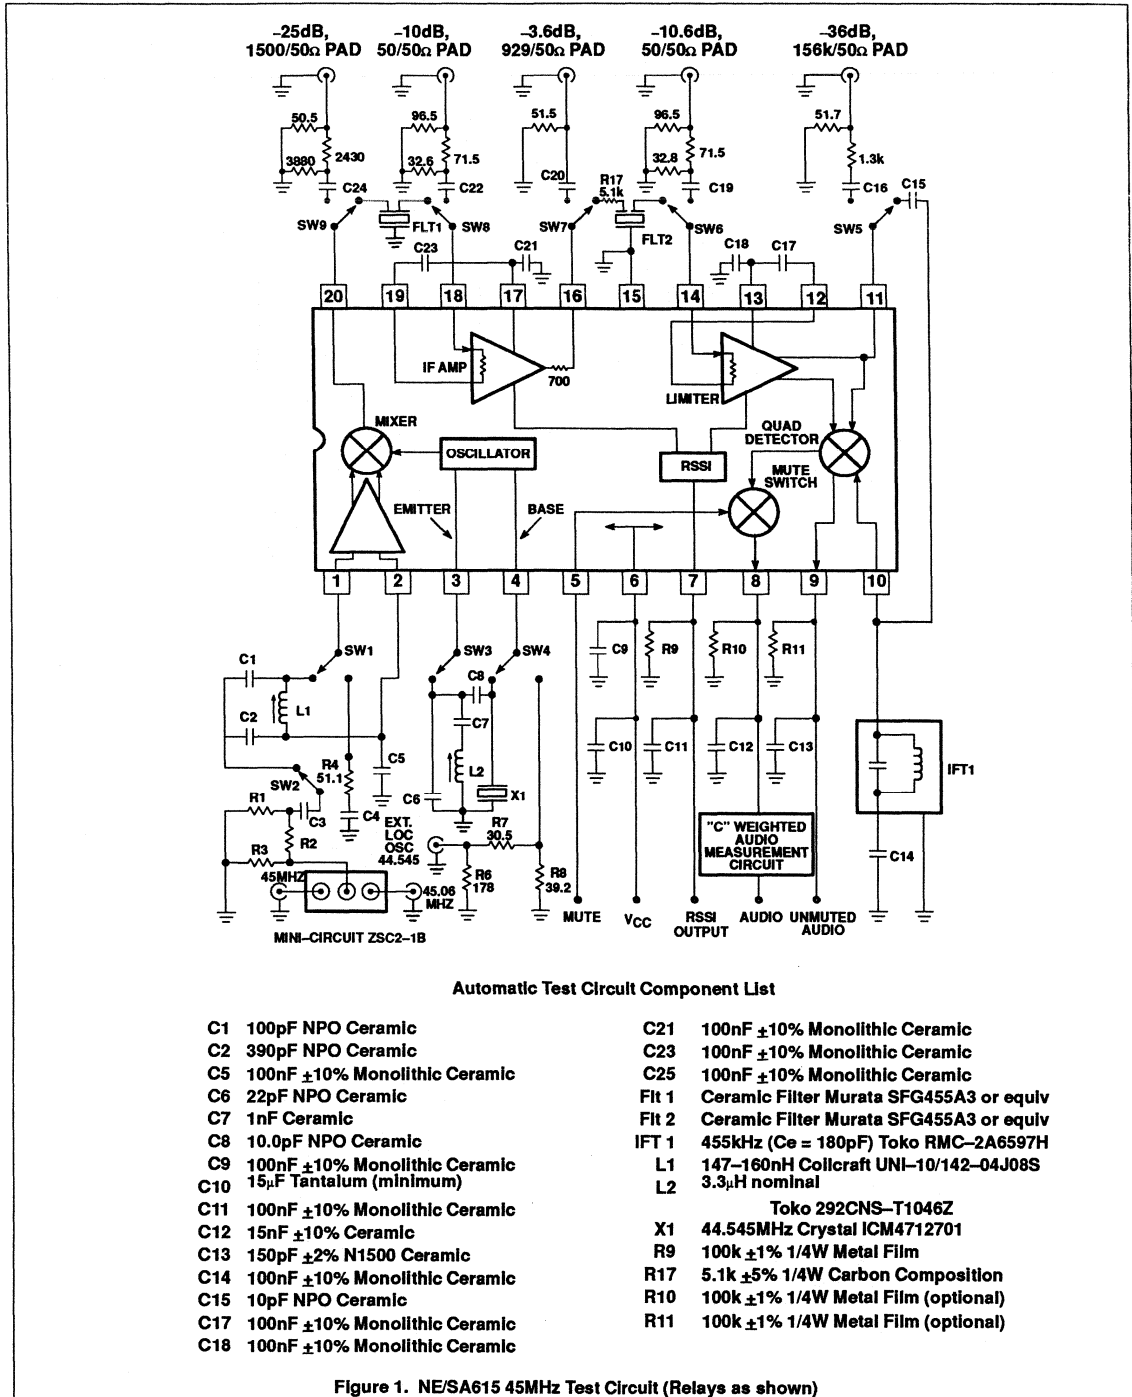 –25dB,
1500/50Ω PAD
–10dB,
50/50Ω PAD
–3.6dB,
929/50Ω PAD
–10.6dB,
50/50Ω PAD
–36dB,
156k/50Ω PAD
50.5
2430
3880
C24
96.5
71.5
32.6
C22
51.5
C20
R17
5.1k
96.5
71.5
32.8
C19
51.7
1.3k
C16
C15
SW9
FLT1
SW8
SW7
FLT2
SW6
SW5
C23
C21
C18
C17
20
19
18
17
16
15
14
13
12
11
IF AMP
700
LIMITER
MIXER
OSCILLATOR
RSSI
QUAD
DETECTOR
MUTE
SWITCH
EMITTER
BASE
1
2
3
4
5
6
7
8
9
10
SW1
SW3
SW4
C9
R9
R10
R11
C1
L1
C2
C8
C7
L2
C6
X1
C5
C10
C11
C12
C13
IFT1
SW2
R4
51.1
C4
R1
C3
R2
R3
45MHZ
45.06
MHZ
MINI–CIRCUIT ZSC2–1B
EXT.
LOC
OSC
44.545
R7
30.5
R6
178
R8
39.2
"C" WEIGHTED
AUDIO
MEASUREMENT
CIRCUIT
C14
MUTE
VCC
RSSI
OUTPUT
AUDIO
UNMUTED
AUDIO
Automatic Test Circuit Component List
C1 100pF NPO Ceramic
C2 390pF NPO Ceramic
C5 100nF ±10% Monolithic Ceramic
C6 22pF NPO Ceramic
C7 1nF Ceramic
C8 10.0pF NPO Ceramic
C9 100nF ±10% Monolithic Ceramic
C10 15µF Tantalum (minimum)
C11 100nF ±10% Monolithic Ceramic
C12 15nF ±10% Ceramic
C13 150pF ±2% N1500 Ceramic
C14 100nF ±10% Monolithic Ceramic
C15 10pF NPO Ceramic
C17 100nF ±10% Monolithic Ceramic
C18 100nF ±10% Monolithic Ceramic
C21 100nF ±10% Monolithic Ceramic
C23 100nF ±10% Monolithic Ceramic
C25 100nF ±10% Monolithic Ceramic
Flt 1 Ceramic Filter Murata SFG455A3 or equiv
Flt 2 Ceramic Filter Murata SFG455A3 or equiv
IFT 1 455kHz (Ce = 180pF) Toko RMC–2A6597H
L1 147–160nH Coilcraft UNI–10/142–04J08S
L2 3.3µH nominal
Toko 292CNS–T1046Z
X1 44.545MHz Crystal ICM4712701
R9 100k ±1% 1/4W Metal Film
R17 5.1k ±5% 1/4W Carbon Composition
R10 100k ±1% 1/4W Metal Film (optional)
R11 100k ±1% 1/4W Metal Film (optional)
Figure 1. NE/SA615 45MHz Test Circuit (Relays as shown)